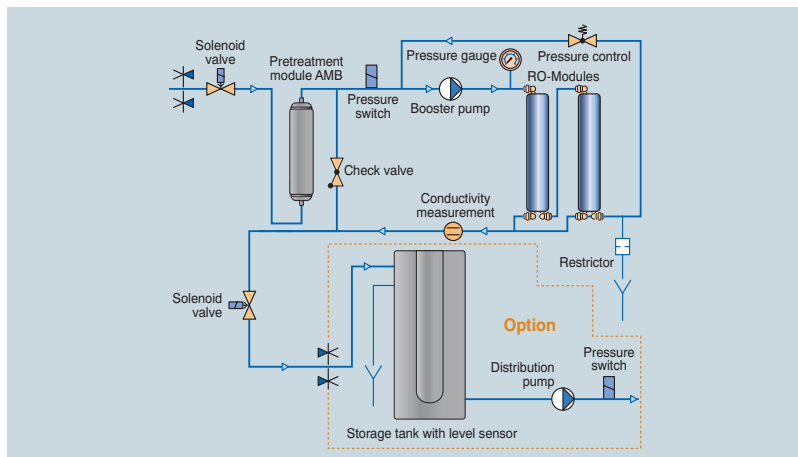 Solenoid
valve
Pretreatment
module AMB
Pressure
switch
Pressure gauge
Booster pump
Pressure control
RO-Modules
Check valve
Conductivity
measurement
Restrictor
Solenoid
valve
Option
Distribution
pump
Pressure
switch
Storage tank with level sensor